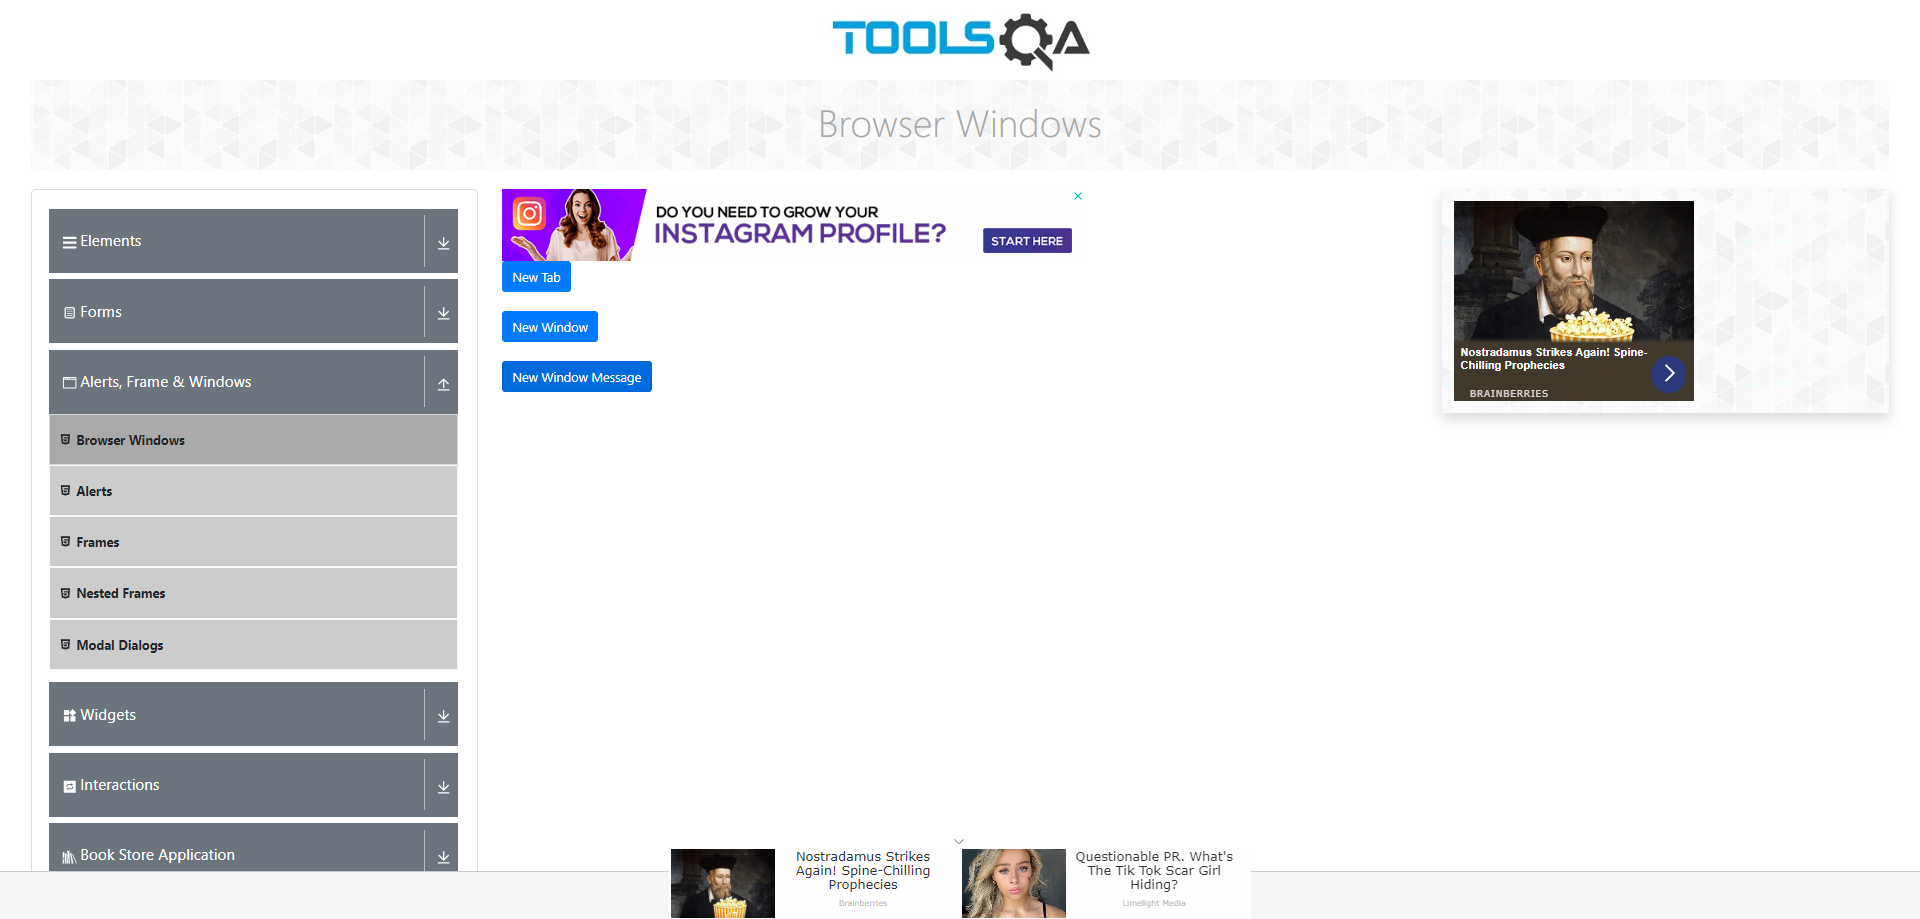 TOOLSQA
Browser Windows
Elements
Forms
Alerts, Frame & Windows
Browser Windows
Alerts
Frames
Nested Frames
Modal Dialogs
Widgets
Interactions
Book Store Application
DO YOU NEED TO GROW YOUR
INSTAGRAM PROFILE?
START HERE
New Tab
New Window
New Window Message
Nostradamus Strikes Again! Spine-
Chilling Prophecies
BRAINBERRIES
Nostradamus Strikes
Again! Spine-Chilling
Prophecies
Brainberries
Questionable PR. What's
The Tik Tok Scar Girl
Hiding?
Limelight Media